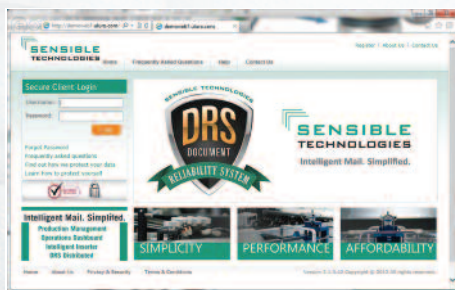 SENSIBLE
TECHNOLOGIES
Register | About Us | Contact Us
Home Frequently Asked Questions Help Contact Us
Secure Client Login
Username:
Password:
Forgot Password
Frequently asked questions
Find out how we protect your data
Learn how to protect yourself
SENSIBLE TECHNOLOGIES
DRS
DOCUMENT
RELIABILITY SYSTEM
SENSIBLE
TECHNOLOGIES
Intelligent Mail. Simplified.
Intelligent Mail. Simplified.
Production Management
Operations Dashboard
Intelligent Inserter
DRS Distributed
SIMPLICITY
PERFORMANCE
AFFORDABILITY
Home About Us Privacy & Security Terms & Conditions
All rights reserved.